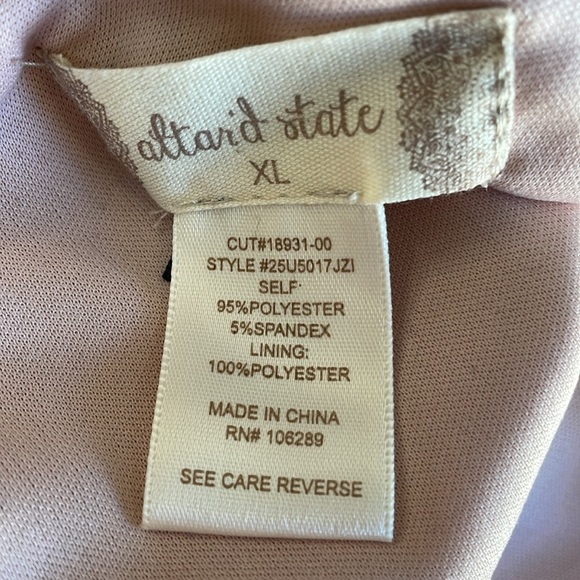 altar'd state
XL
CUT#18931-00
STYLE #25U5017JZI
SELF:
95%POLYESTER
5%SPANDEX
LINING:
100%POLYESTER
MADE IN CHINA
RN# 106289
SEE CARE REVERSE